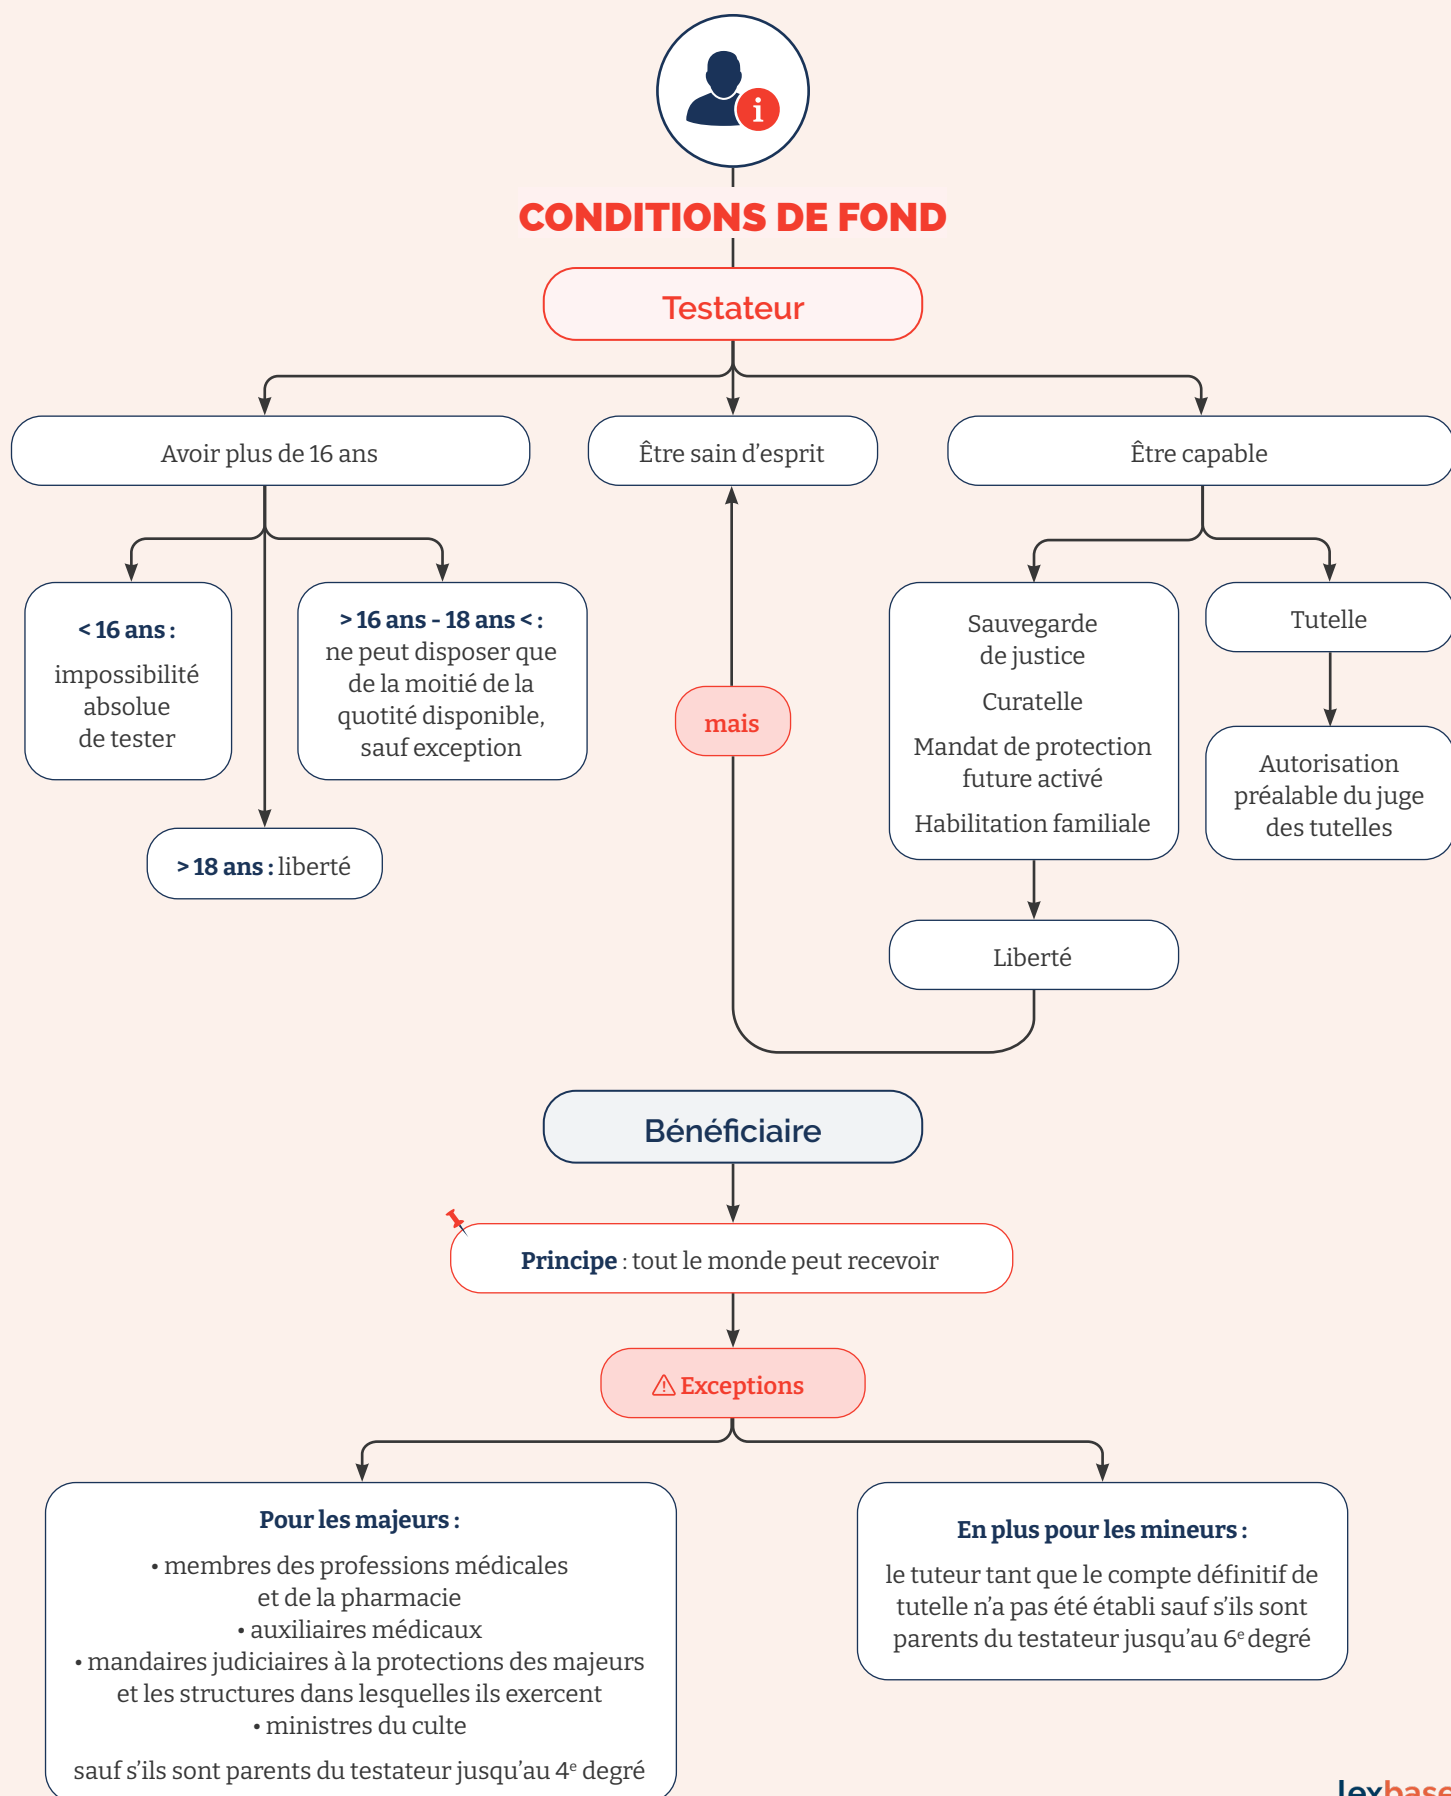 i
CONDITIONS DE FOND
Testateur
Avoir plus de 16 ans
Être sain d’esprit
Être capable
< 16 ans :
impossibilité
absolue
de tester
> 16 ans - 18 ans < :
ne peut disposer que
de la moitié de la
quotité disponible,
sauf exception
> 18 ans : liberté
mais
Sauvegarde
de justice
Curatelle
Mandat de protection
future activé
Habilitation familiale
Tutelle
Autorisation
préalable du juge
des tutelles
Liberté
Bénéficiaire
Principe : tout le monde peut recevoir
Exceptions
Pour les majeurs :
• membres des professions médicales
et de la pharmacie
• auxiliaires médicaux
• mandaires judiciaires à la protections des majeurs
et les structures dans lesquelles ils exercent
• ministres du culte
sauf s’ils sont parents du testateur jusqu’au 4e degré
En plus pour les mineurs :
le tuteur tant que le compte définitif de
tutelle n’a pas été établi sauf s’ils sont
parents du testateur jusqu’au 6e degré
lexbase